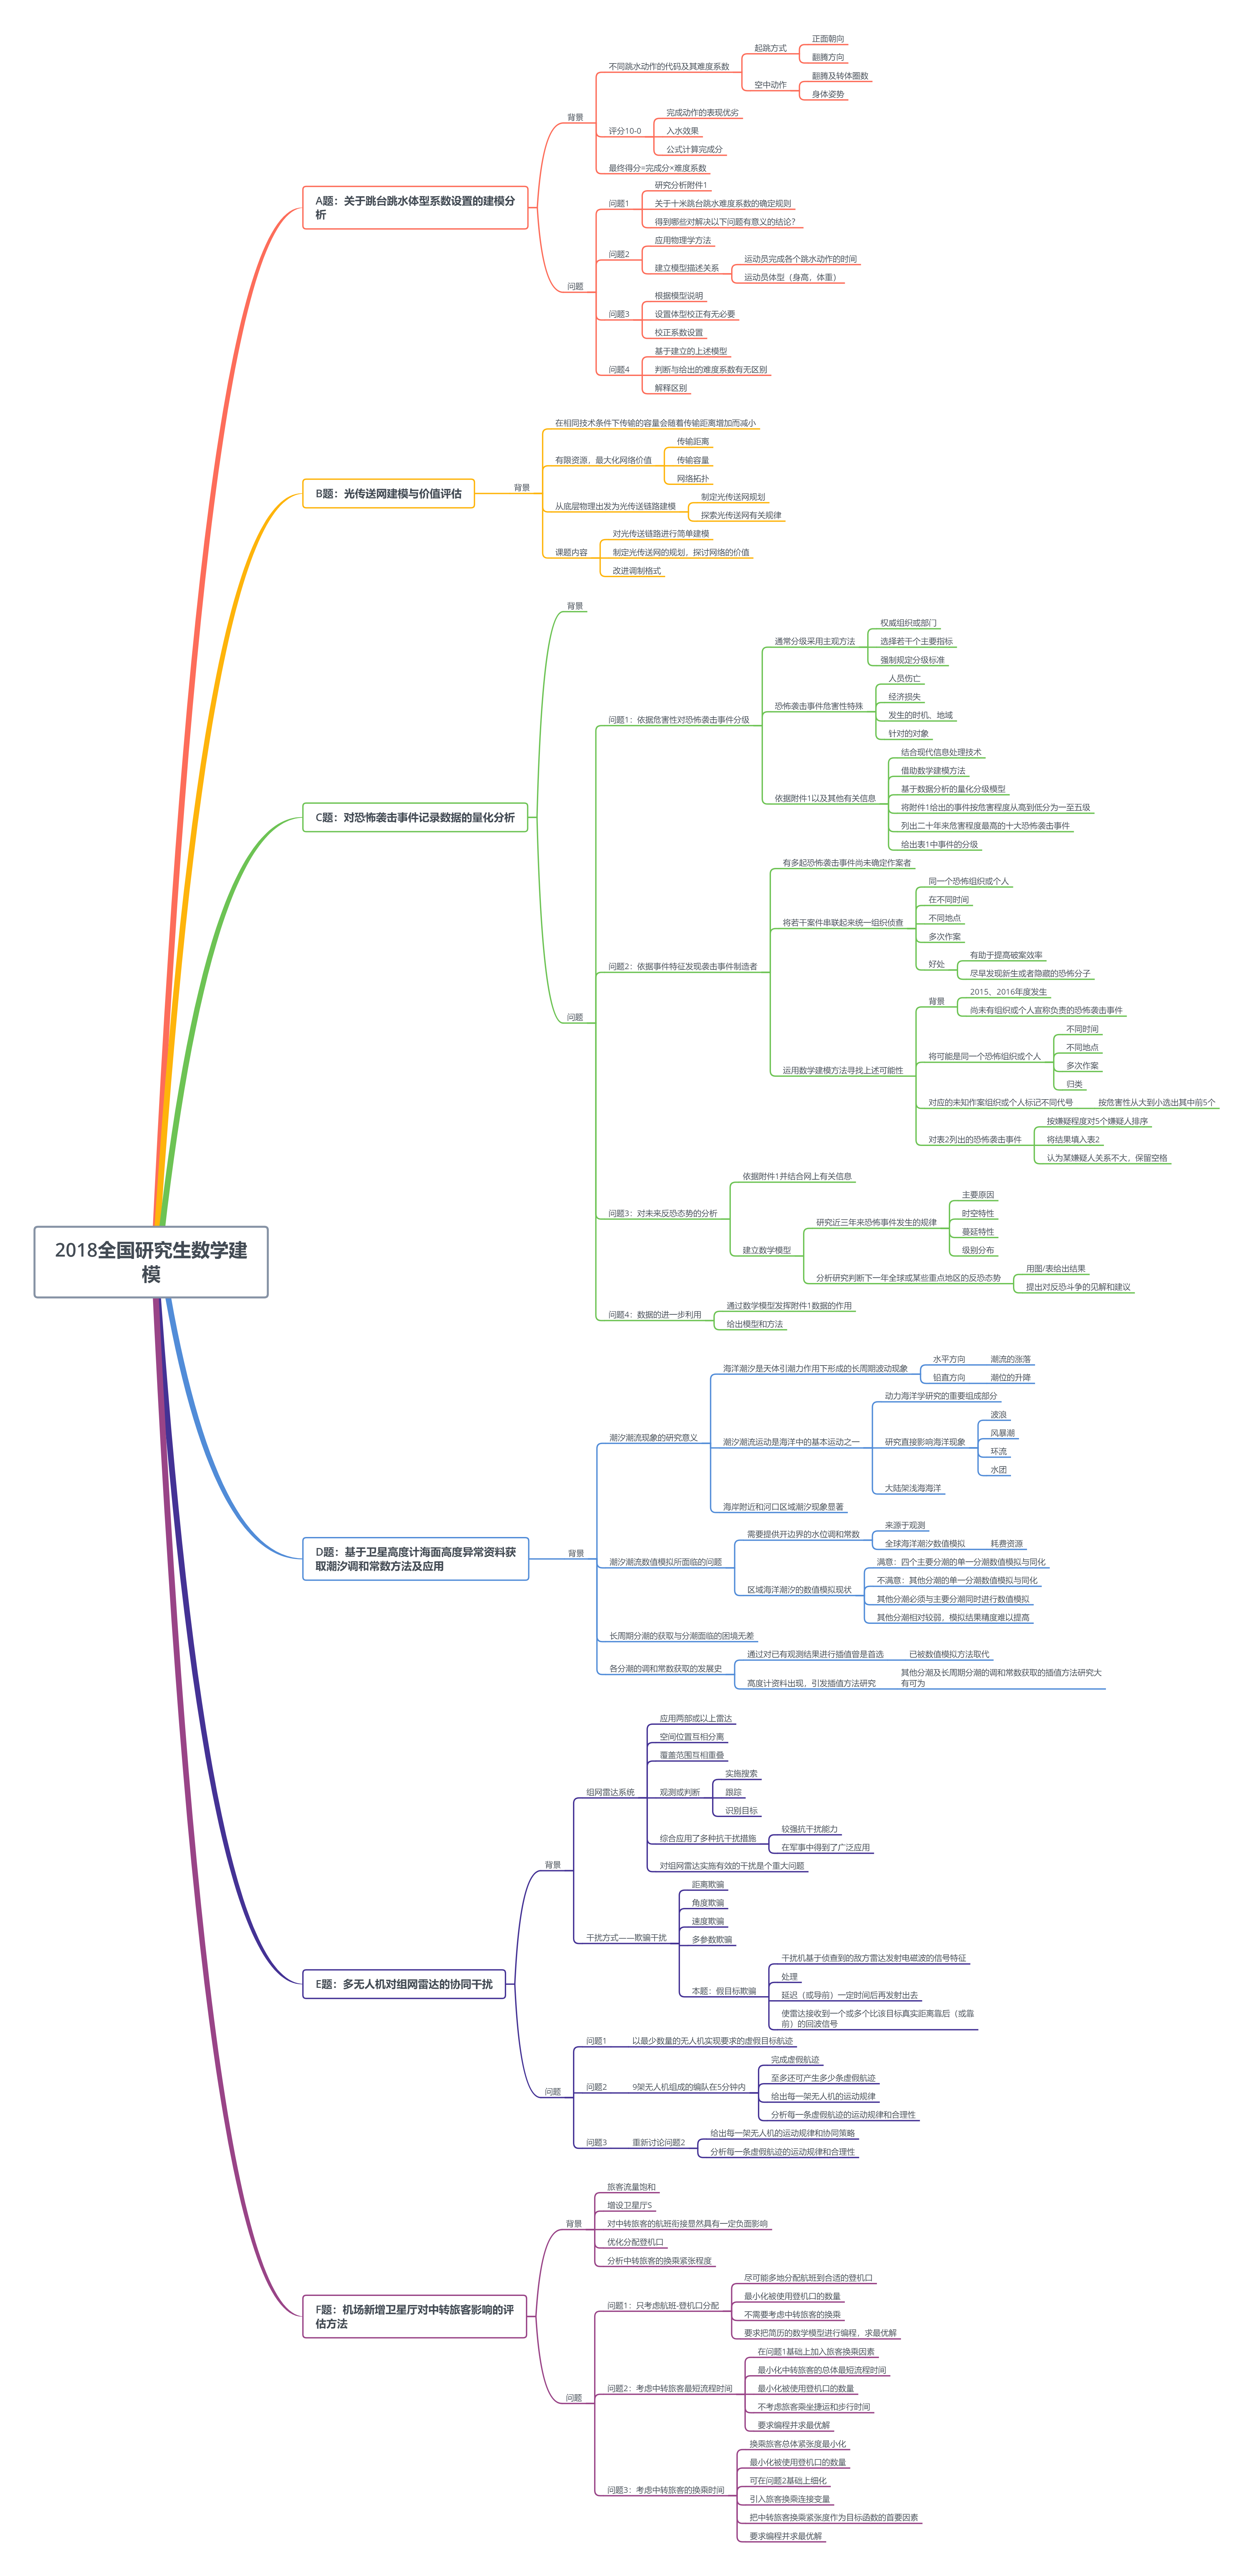 2018全国研究生数学建
模
A题：关于跳台跳水体型系数设置的建模分
析
背景
不同跳水动作的代码及其难度系数
起跳方式
正面朝向
翻腾方向
空中动作
翻腾及转体圈数
身体姿势
评分10-0
完成动作的表现优劣
入水效果
公式计算完成分
最终得分=完成分×难度系数
问题
问题1
研究分析附件1
关于十米跳台跳水难度系数的确定规则
得到哪些对解决以下问题有意义的结论？
问题2
应用物理学方法
建立模型描述关系
运动员完成各个跳水动作的时间
运动员体型（身高，体重）
问题3
根据模型说明
设置体型校正有无必要
校正系数设置
问题4
基于建立的上述模型
判断与给出的难度系数有无区别
解释区别
B题：光传送网建模与价值评估
背景
在相同技术条件下传输的容量会随着传输距离增加而减小
有限资源，最大化网络价值
传输距离
传输容量
网络拓扑
从底层物理出发为光传送链路建模
制定光传送网规划
探索光传送网有关规律
课题内容
对光传送链路进行简单建模
制定光传送网的规划，探讨网络的价值
改进调制格式
C题：对恐怖袭击事件记录数据的量化分析
背景
问题
问题1：依据危害性对恐怖袭击事件分级
通常分级采用主观方法
权威组织或部门
选择若干个主要指标
强制规定分级标准
恐怖袭击事件危害性特殊
人员伤亡
经济损失
发生的时机、地域
针对的对象
依据附件1以及其他有关信息
结合现代信息处理技术
借助数学建模方法
基于数据分析的量化分级模型
将附件1给出的事件按危害程度从高到低分为一至五级
列出二十年来危害程度最高的十大恐怖袭击事件
给出表1中事件的分级
问题2：依据事件特征发现袭击事件制造者
有多起恐怖袭击事件尚未确定作案者
将若干案件串联起来统一组织侦查
同一个恐怖组织或个人
在不同时间
不同地点
多次作案
好处
有助于提高破案效率
尽早发现新生或者隐藏的恐怖分子
运用数学建模方法寻找上述可能性
背景
2015、2016年度发生
尚未有组织或个人宣称负责的恐怖袭击事件
将可能是同一个恐怖组织或个人
不同时间
不同地点
多次作案
归类
对应的未知作案组织或个人标记不同代号
按危害性从大到小选出其中前5个
对表2列出的恐怖袭击事件
按嫌疑程度对5个嫌疑人排序
将结果填入表2
认为某嫌疑人关系不大，保留空格
问题3：对未来反恐态势的分析
依据附件1并结合网上有关信息
建立数学模型
研究近三年来恐怖事件发生的规律
主要原因
时空特性
蔓延特性
级别分布
分析研究判断下一年全球或某些重点地区的反恐态势
用图/表给出结果
提出对反恐斗争的见解和建议
问题4：数据的进一步利用
通过数学模型发挥附件1数据的作用
给出模型和方法
D题：基于卫星高度计海面高度异常资料获
取潮汐调和常数方法及应用
背景
潮汐潮流现象的研究意义
海洋潮汐是天体引潮力作用下形成的长周期波动现象
水平方向
潮流的涨落
铅直方向
潮位的升降
潮汐潮流运动是海洋中的基本运动之一
动力海洋学研究的重要组成部分
研究直接影响海洋现象
波浪
风暴潮
环流
水团
大陆架浅海海洋
海岸附近和河口区域潮汐现象显著
潮汐潮流数值模拟所面临的问题
需要提供开边界的水位调和常数
来源于观测
全球海洋潮汐数值模拟
耗费资源
区域海洋潮汐的数值模拟现状
满意：四个主要分潮的单一分潮数值模拟与同化
不满意：其他分潮的单一分潮数值模拟与同化
其他分潮必须与主要分潮同时进行数值模拟
其他分潮相对较弱，模拟结果精度难以提高
长周期分潮的获取与分潮面临的困境无差
各分潮的调和常数获取的发展史
通过对已有观测结果进行插值曾是首选
已被数值模拟方法取代
高度计资料出现，引发插值方法研究
其他分潮及长周期分潮的调和常数获取的插值方法研究大
有可为
E题：多无人机对组网雷达的协同干扰
背景
组网雷达系统
应用两部或以上雷达
空间位置互相分离
覆盖范围互相重叠
观测或判断
实施搜索
跟踪
识别目标
综合应用了多种抗干扰措施
较强抗干扰能力
在军事中得到了广泛应用
对组网雷达实施有效的干扰是个重大问题
干扰方式——欺骗干扰
距离欺骗
角度欺骗
速度欺骗
多参数欺骗
本题：假目标欺骗
干扰机基于侦查到的敌方雷达发射电磁波的信号特征
处理
延迟（或导前）一定时间后再发射出去
使雷达接收到一个或多个比该目标真实距离靠后（或靠
前）的回波信号
问题
问题1
以最少数量的无人机实现要求的虚假目标航迹
问题2
9架无人机组成的编队在5分钟内
完成虚假航迹
至多还可产生多少条虚假航迹
给出每一架无人机的运动规律
分析每一条虚假航迹的运动规律和合理性
问题3
重新讨论问题2
给出每一架无人机的运动规律和协同策略
分析每一条虚假航迹的运动规律和合理性
F题：机场新增卫星厅对中转旅客影响的评
估方法
背景
旅客流量饱和
增设卫星厅S
对中转旅客的航班衔接显然具有一定负面影响
优化分配登机口
分析中转旅客的换乘紧张程度
问题
问题1：只考虑航班-登机口分配
尽可能多地分配航班到合适的登机口
最小化被使用登机口的数量
不需要考虑中转旅客的换乘
要求把简历的数学模型进行编程，求最优解
问题2：考虑中转旅客最短流程时间
在问题1基础上加入旅客换乘因素
最小化中转旅客的总体最短流程时间
最小化被使用登机口的数量
不考虑旅客乘坐捷运和步行时间
要求编程并求最优解
问题3：考虑中转旅客的换乘时间
换乘旅客总体紧张度最小化
最小化被使用登机口的数量
可在问题2基础上细化
引入旅客换乘连接变量
把中转旅客换乘紧张度作为目标函数的首要因素
要求编程并求最优解